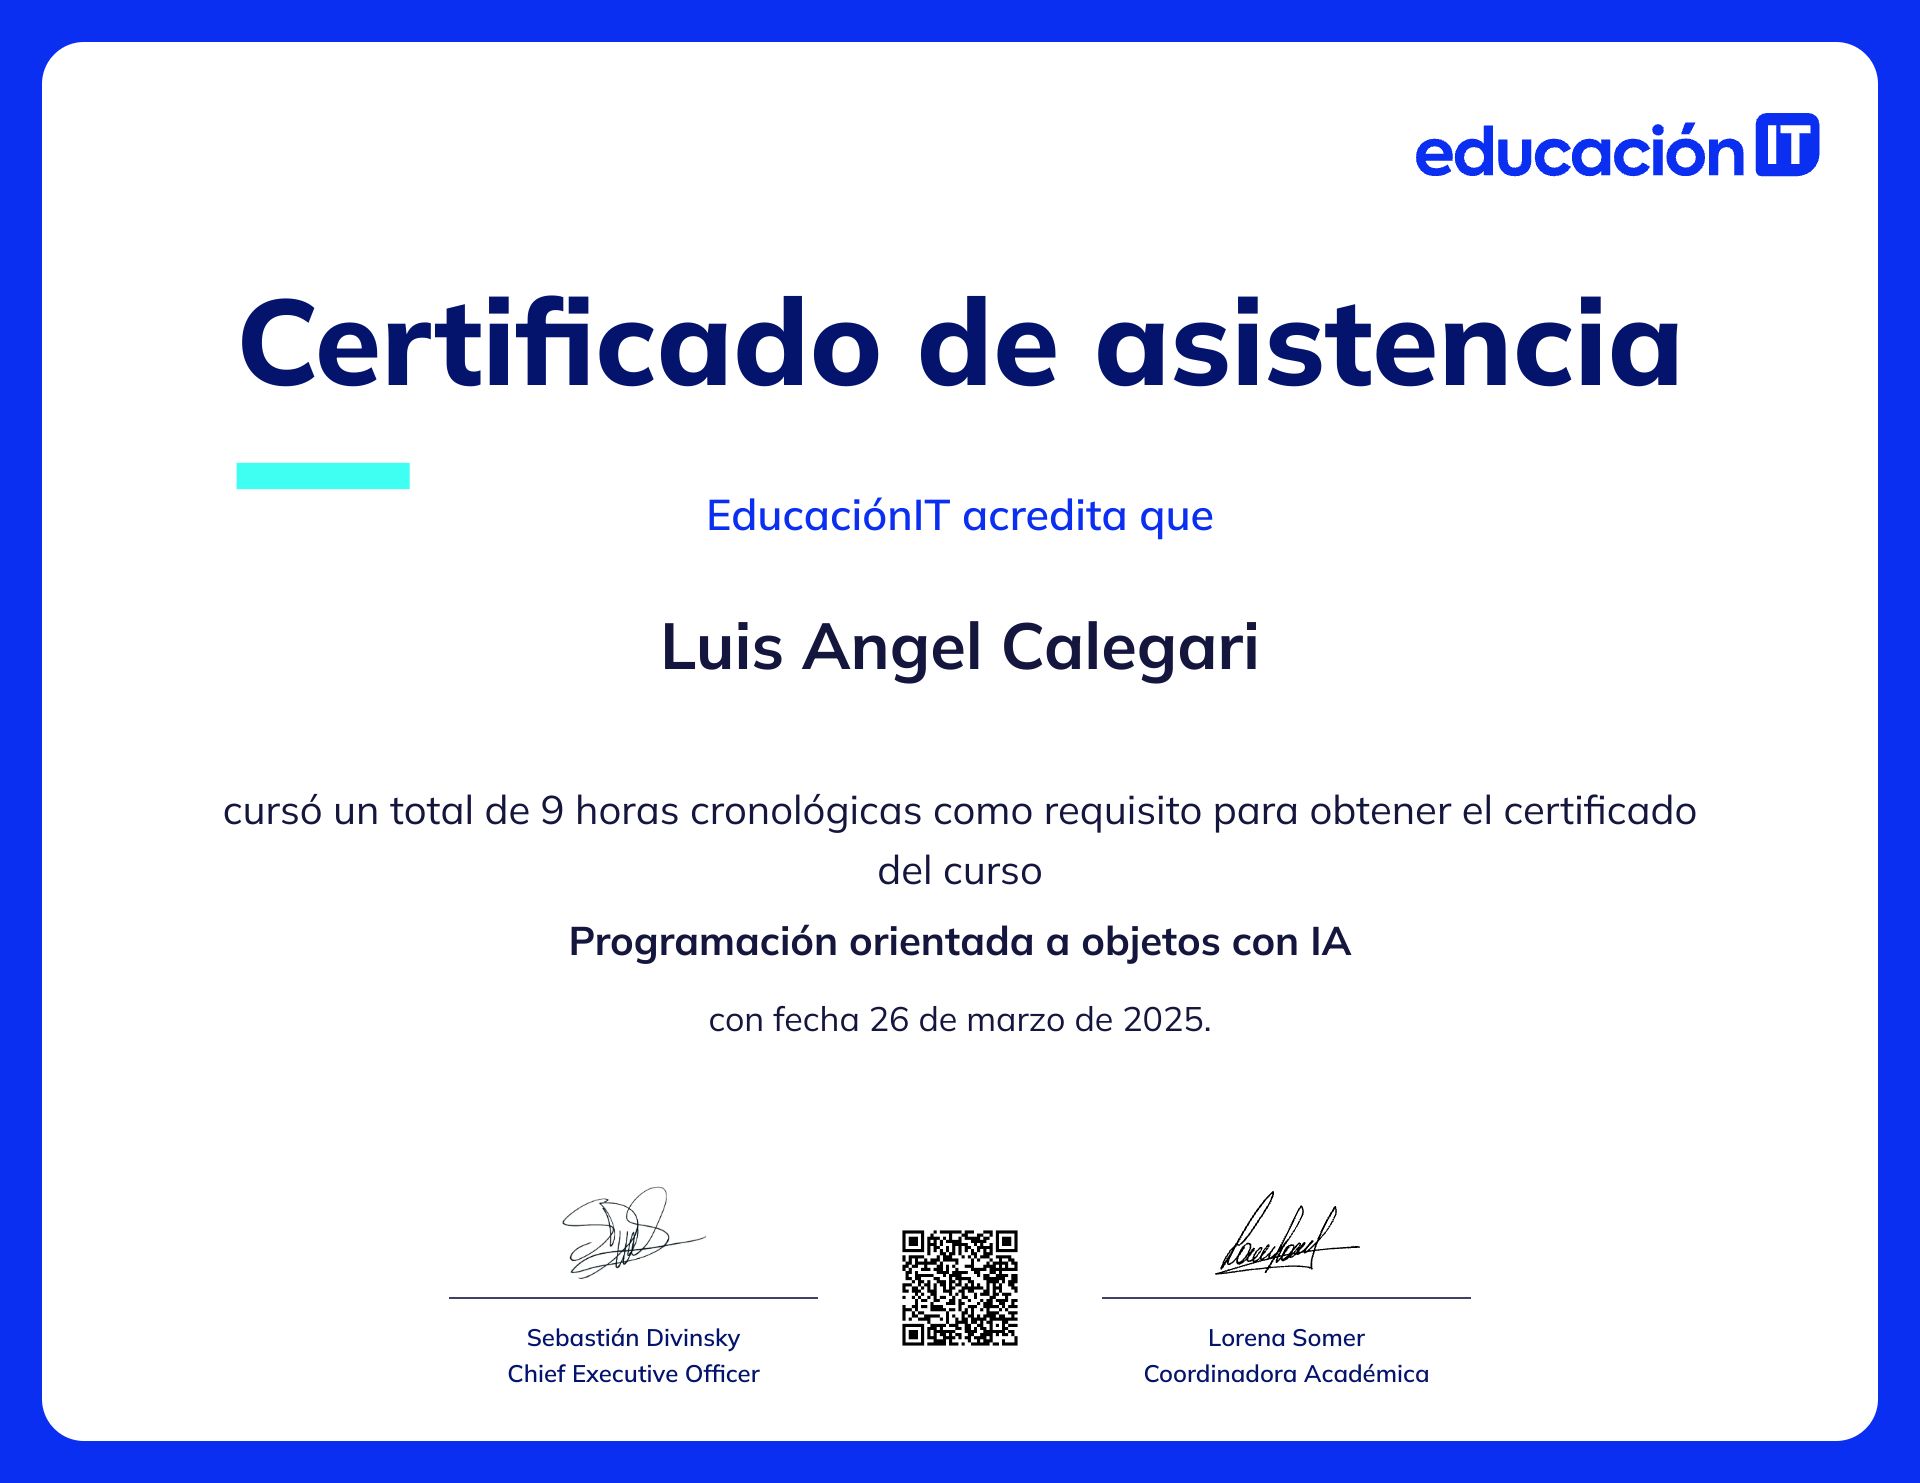 educación IT
Certificado de asistencia
EducaciónIT acredita que
Luis Angel Calegari
cursó un total de 9 horas cronológicas como requisito para obtener el certificado
del curso
Programación orientada a objetos con IA
con fecha 26 de marzo de 2025.
Sebastián Divinsky
Chief Executive Officer
Lorena Somer
Coordinadora Académica